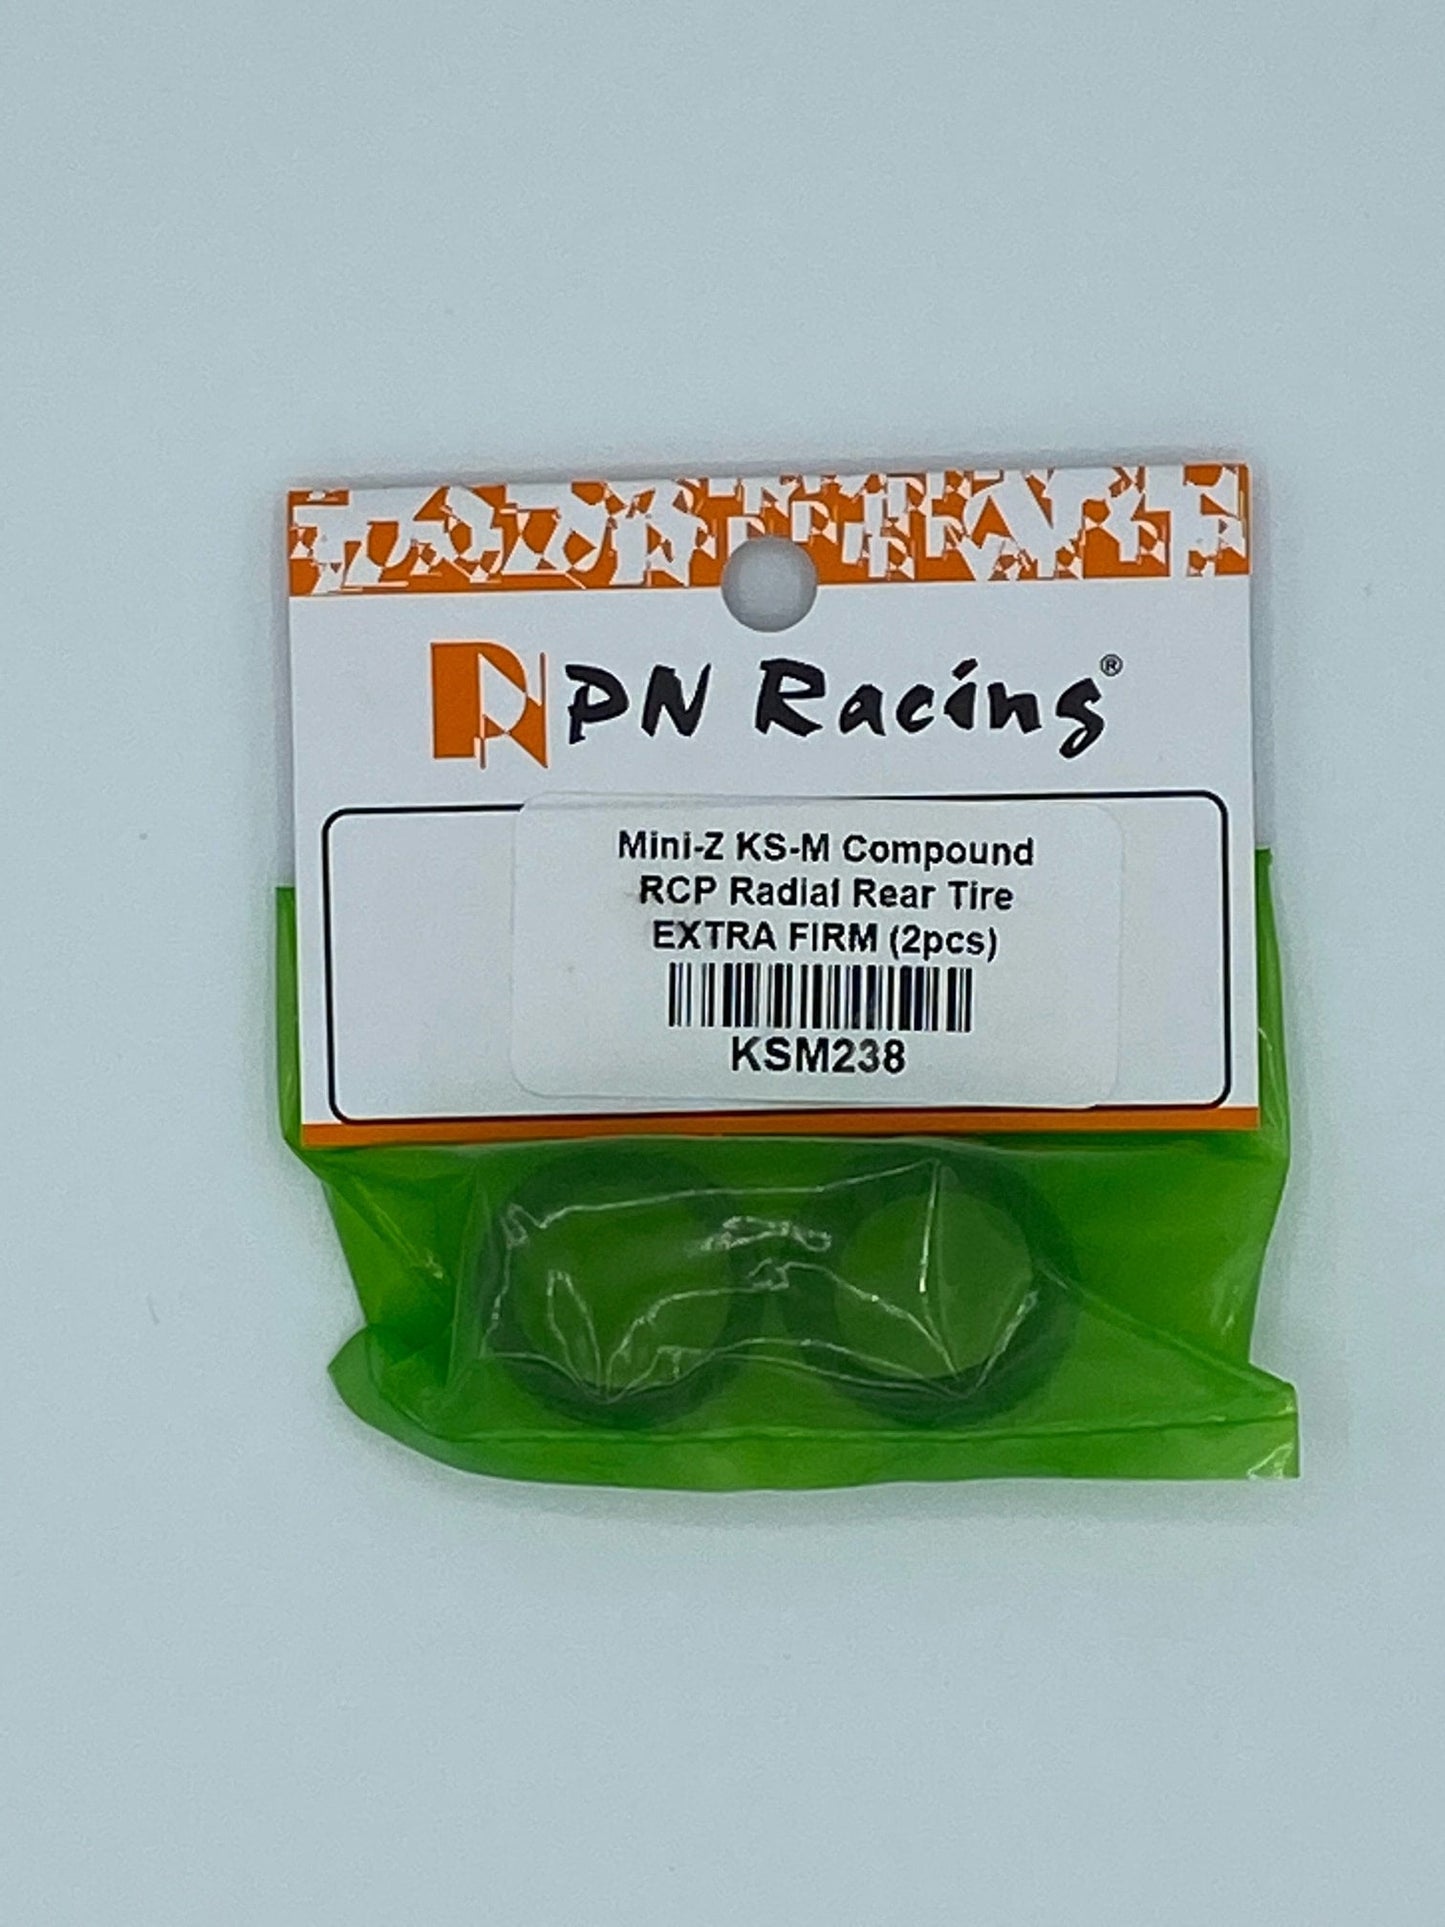 PN Racing®
Mini-Z KS-M Compound
RCP Radial Rear Tire
EXTRA FIRM (2pcs)
KSM238